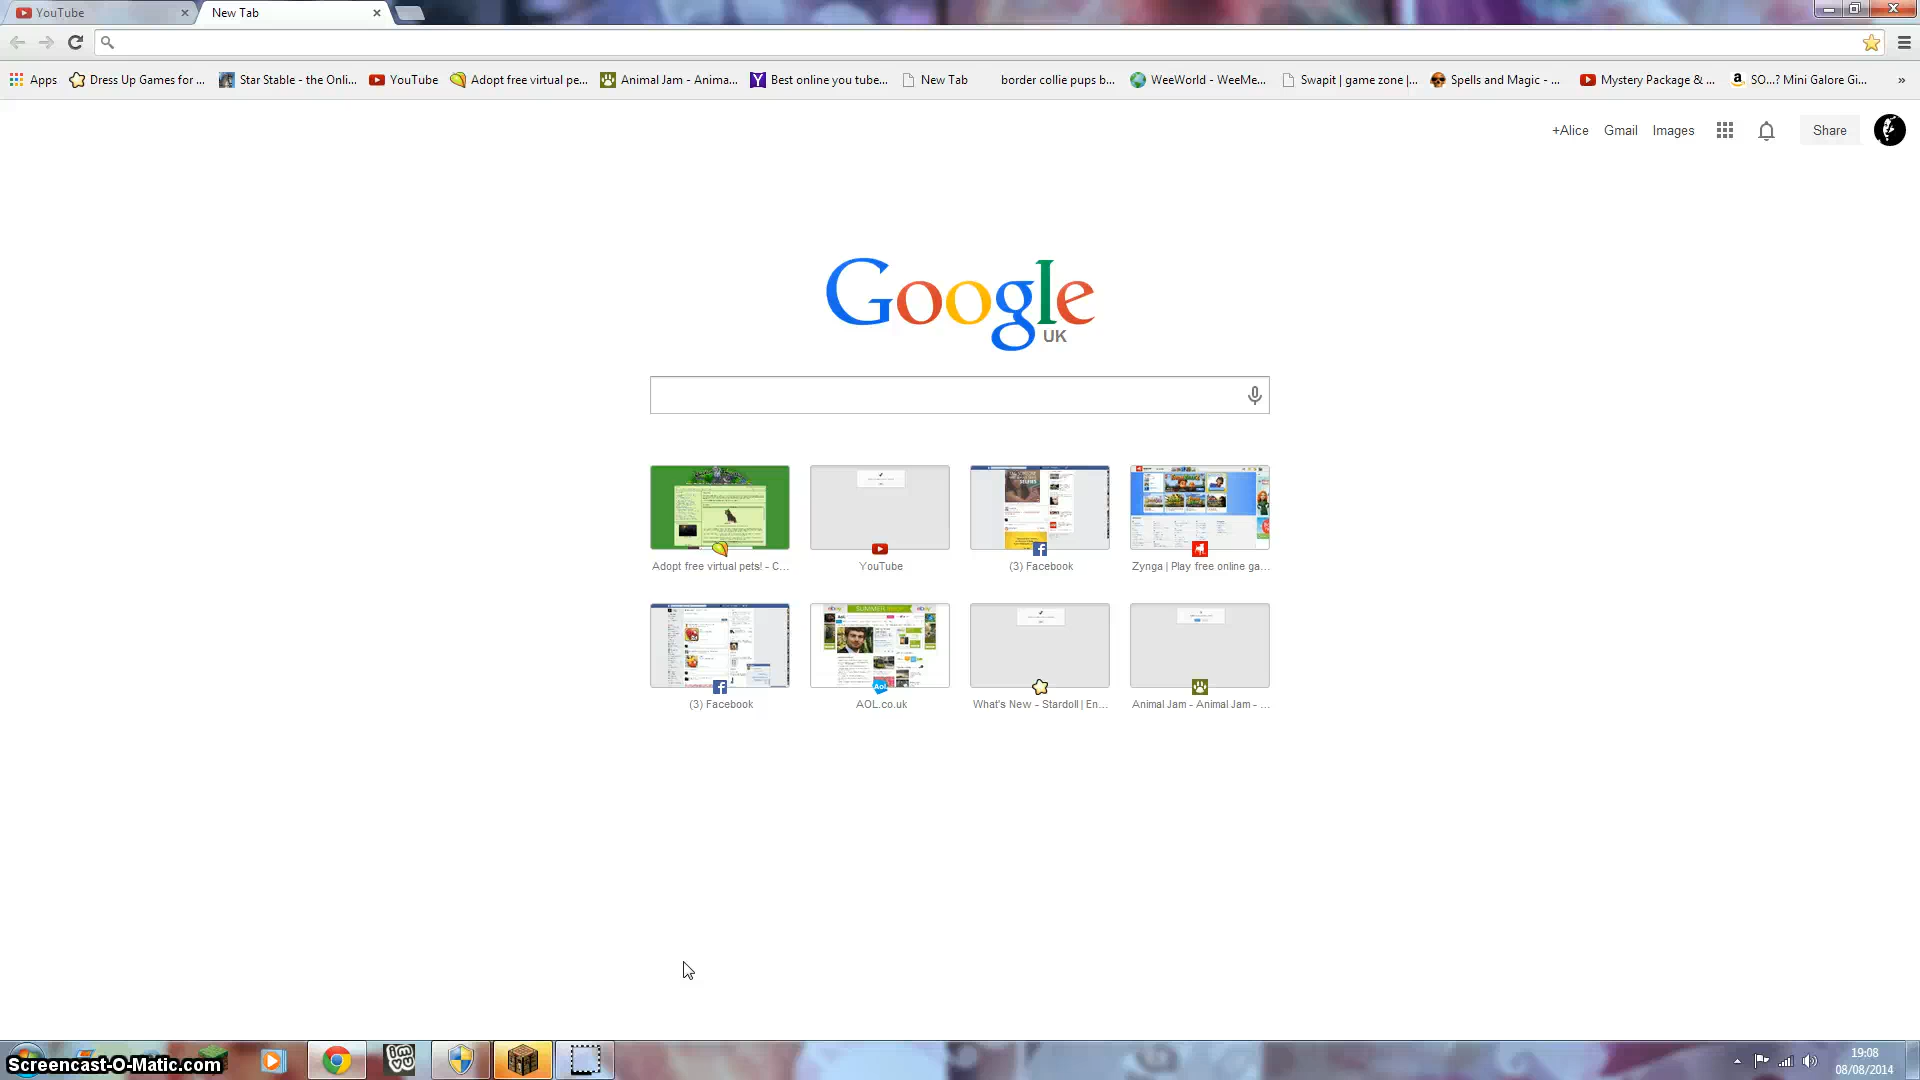 YouTube
New Tab
Apps
Dress Up Games for ...
Star Stable - the Onli...
YouTube
Adopt free virtual pe...
Animal Jam - Anima...
Best online you tube...
New Tab
border collie pups b...
WeeWorld - WeeMe...
Swapit | game zone |...
Spells and Magic - ...
Mystery Package & ...
SO...? Mini Galore Gi...
»
+Alice
Gmail
Images
Share
Google
UK
Adopt free virtual pets! - C...
YouTube
(3) Facebook
Zynga | Play free online ga...
(3) Facebook
AOL.co.uk
What's New - Stardoll | En...
Animal Jam - Animal Jam - ...
Screencast-O-Matic.com
19:08
08/08/2014